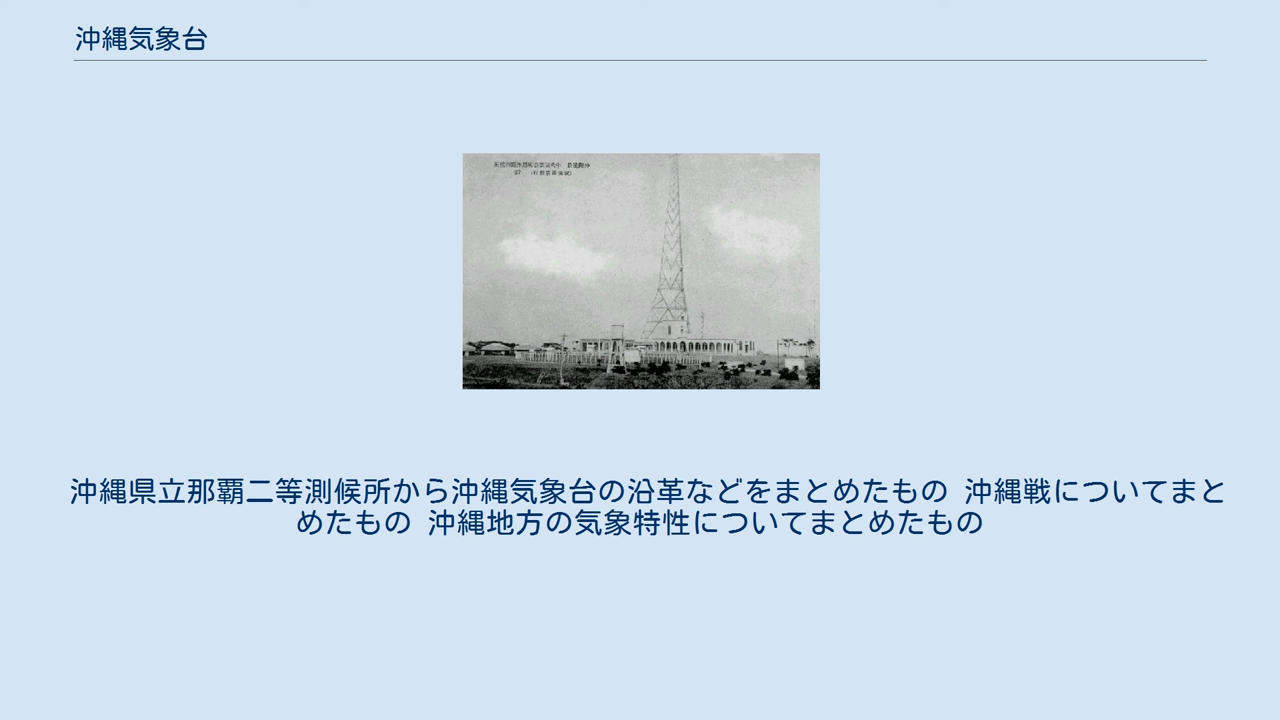 沖縄気象台
沖縄県立那覇二等測候所から沖縄気象台の沿革などをまとめたもの 沖縄戦についてまと
めたもの 沖縄地方の気象特性についてまとめたもの